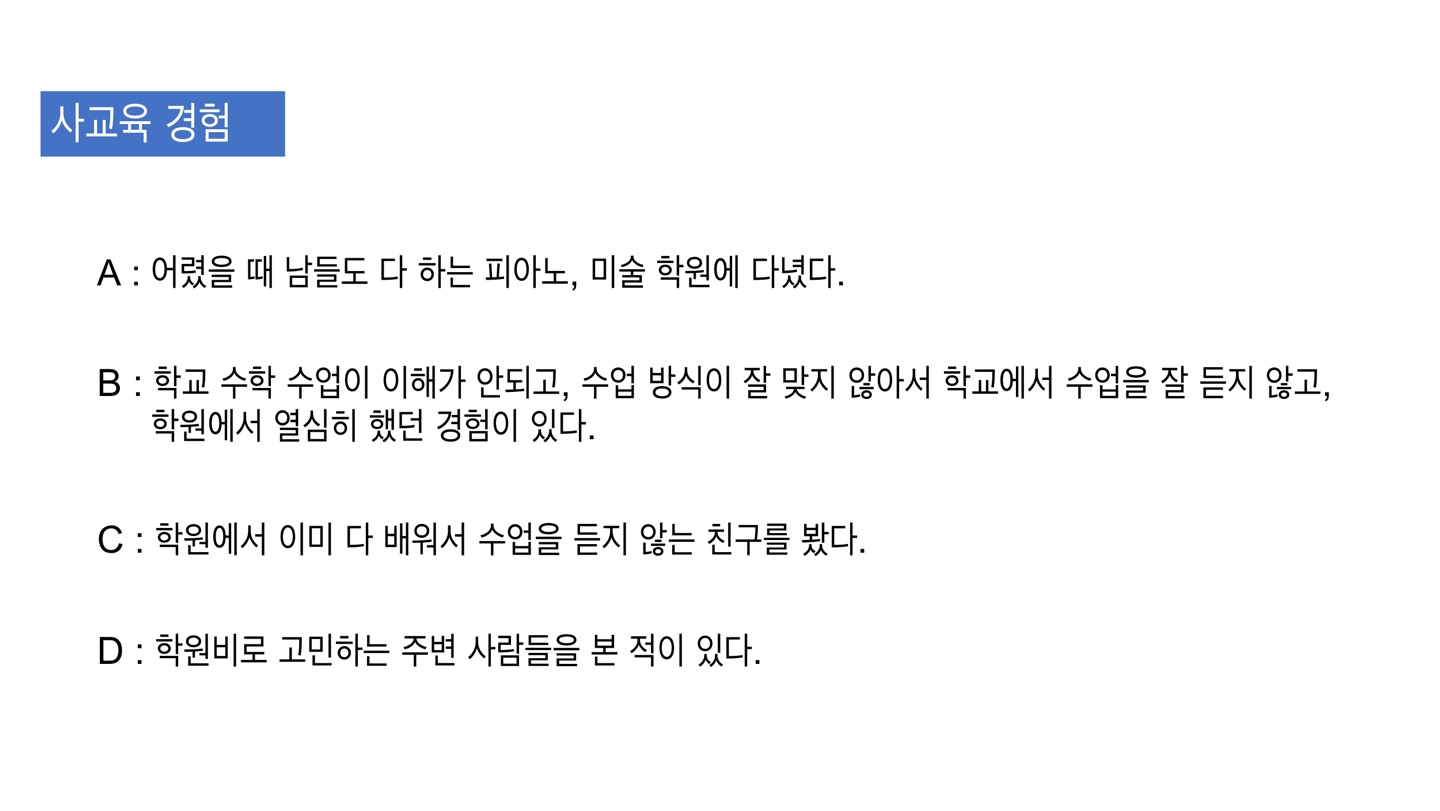 사교육 경험
A : 어렸을 때 남들도 다 하는 피아노, 미술 학원에 다녔다.
B : 학교 수학 수업이 이해가 안되고, 수업 방식이 잘 맞지 않아서 학교에서 수업을 잘 듣지 않고,
학원에서 열심히 했던 경험이 있다.
C : 학원에서 이미 다 배워서 수업을 듣지 않는 친구를 봤다.
D : 학원비로 고민하는 주변 사람들을 본 적이 있다.